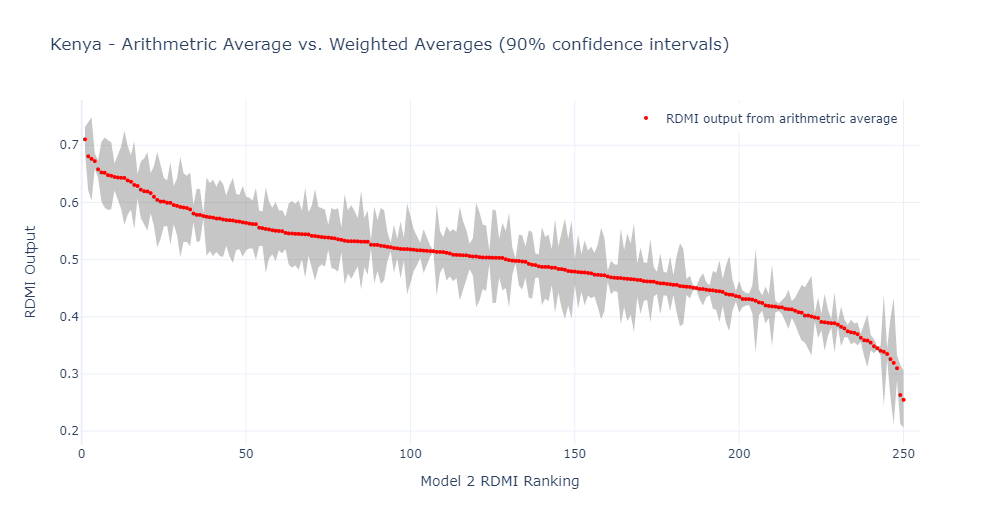 Kenya - Arithmetric Average vs. Weighted Averages (90% confidence intervals)
RDMI output from arithmetric average
0.7
0.6
0.5
0.4
0.3
0.2
RDMI Output
0 50 100 150 200 250
Model 2 RDMI Ranking